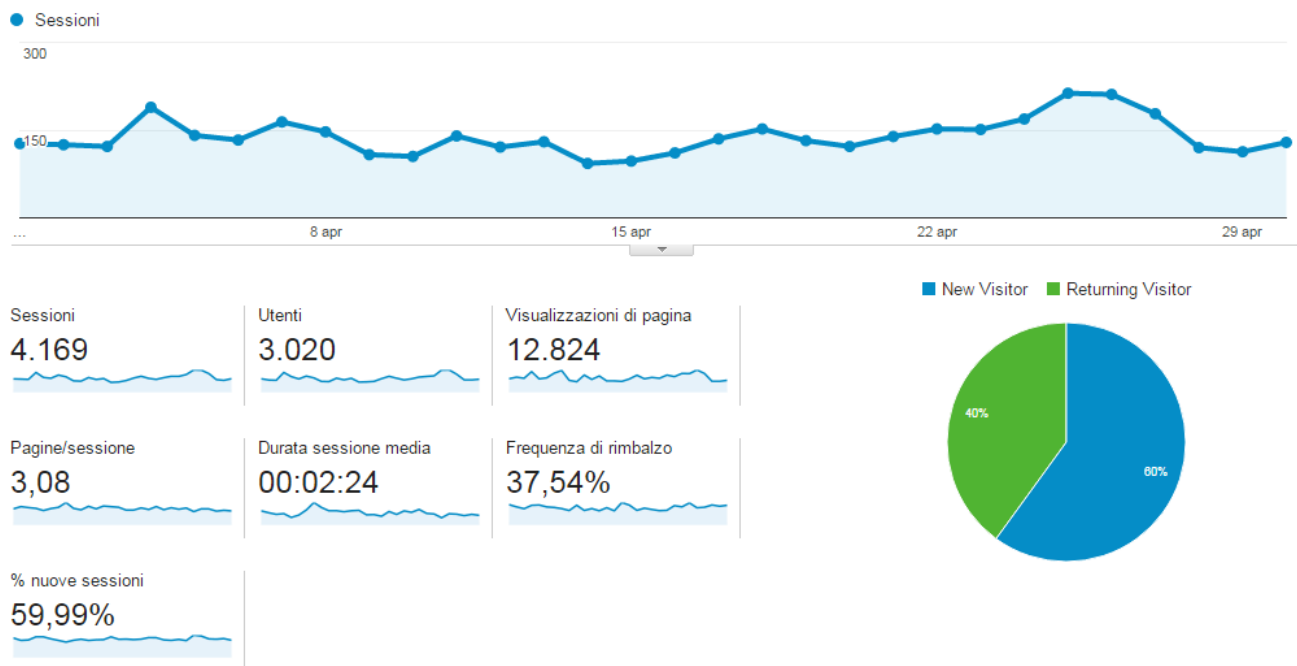 Sessioni
300
150
...
8 apr
15 apr
22 apr
29 apr
New Visitor
Returning Visitor
Sessioni
4.169
Utenti
3.020
Visualizzazioni di pagina
12.824
Pagine/sessione
3,08
Durata sessione media
00:02:24
Frequenza di rimbalzo
37,54%
% nuove sessioni
59,99%
40%
60%